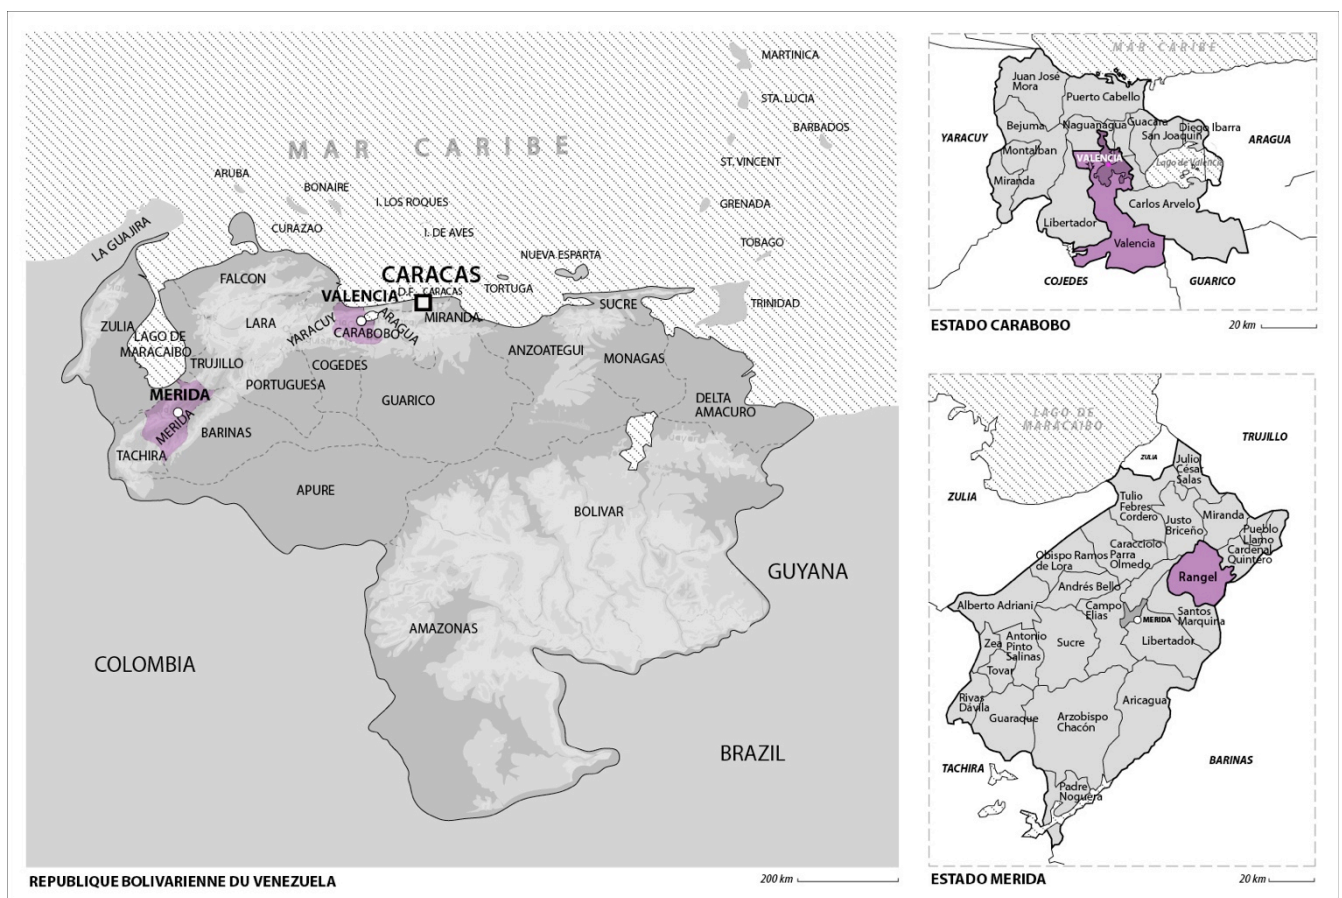 MARTINICA
STA. LUCIA
BARBADOS
MAR CARIBE
ST. VINCENT
ARUBA
BONAIRE
I. LOS ROQUES
GRENADA
CURAZAO
I. DE AVES
TOBAGO
LA GUAJIRA
NUEVA ESPARTA
FALCON
CARACAS
TORTUGA
VALENCIA
D.F. CARACAS
SUCRE
TRINIDAD
ZULIA
LARA
YARACUY
ARAGUA
MIRANDA
CARABOBO
LAGO DE
MARACAIBO
TRUJILLO
COGEDES
ANZOATEGUI
MONAGAS
PORTUGUESA
MERIDA
GUARICO
DELTA
AMACURO
MERIDA
BARINAS
TACHIRA
APURE
BOLIVAR
GUYANA
AMAZONAS
COLOMBIA
BRAZIL
REPUBLIQUE BOLIVARIENNE DU VENEZUELA
200 km
MAR CARIBE
Juan José
Mora
Puerto Cabello
Bejuma
Naguanagua
Guacara
San Joaquin
Diego Ibarra
YARACUY
ARAGUA
Montalban
VALENCIA
Lago de Valencia
Miranda
Carlos Arvelo
Libertador
Valencia
COJEDES
GUARICO
ESTADO CARABOBO
20 km
LAGO DE
MARACAIBO
TRUJILLO
ZULIA
Julio
César
Salas
ZULIA
Tulio
Febres
Cordero
Justo
Briceño
Miranda
Pueblo
Llamo
Cardenal
Quintero
Caracciolo
Parra
Olmedo
Obispo Ramos
de Lora
Rangel
Andrés Bello
Alberto Adriani
Campo
Elias
MERIDA
Santos
Marquina
Zea
Antonio
Pinto
Salinas
Sucre
Libertador
Tovar
Rivas
Dávila
Guaraque
Arzobispo
Chacón
Aricagua
TACHIRA
BARINAS
Padre
Noguera
ESTADO MERIDA
20 km